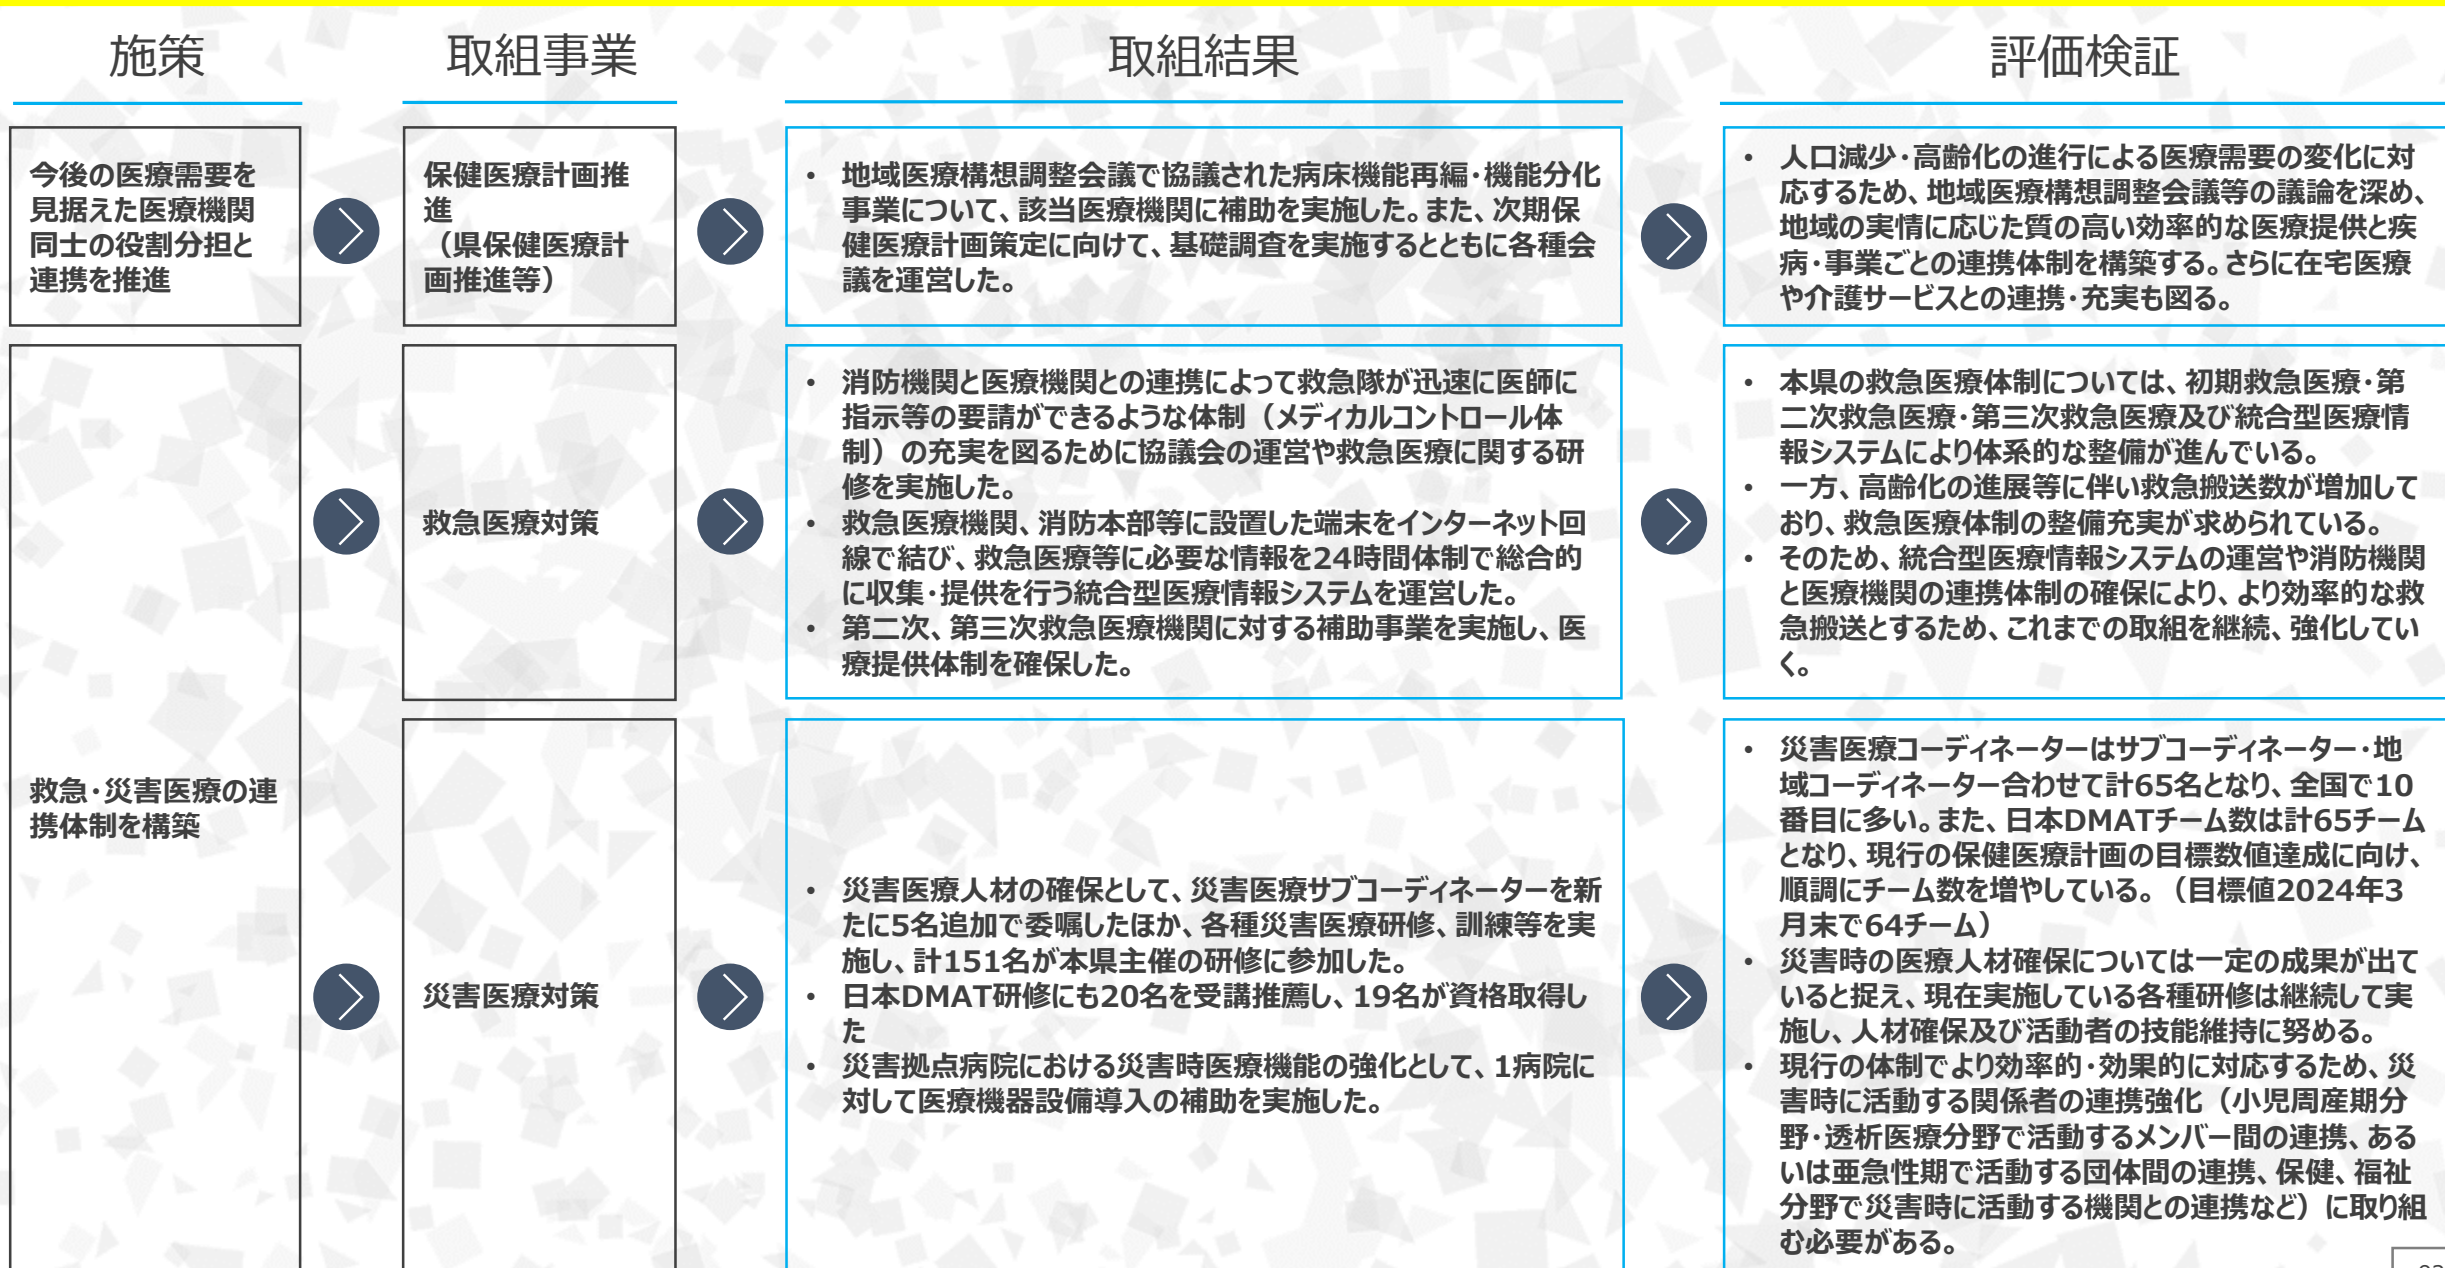 施策
取組事業
取組結果
評価検証
今後の医療需要を
見据えた医療機関
同士の役割分担と
連携を推進
保健医療計画推
進
（県保健医療計
画推進等）
• 地域医療構想調整会議で協議された病床機能再編・機能分化
事業について、該当医療機関に補助を実施した。また、次期保
健医療計画策定に向けて、基礎調査を実施するとともに各種会
議を運営した。
• 人口減少・高齢化の進行による医療需要の変化に対
応するため、地域医療構想調整会議等の議論を深め、
地域の実情に応じた質の高い効率的な医療提供と疾
病・事業ごとの連携体制を構築する。さらに在宅医療
や介護サービスとの連携・充実も図る。
救急・災害医療の連
携体制を構築
救急医療対策
• 消防機関と医療機関との連携によって救急隊が迅速に医師に
指示等の要請ができるような体制（メディカルコントロール体
制）の充実を図るために協議会の運営や救急医療に関する研
修を実施した。
• 救急医療機関、消防本部等に設置した端末をインターネット回
線で結び、救急医療等に必要な情報を24時間体制で総合的
に収集・提供を行う統合型医療情報システムを運営した。
• 第二次、第三次救急医療機関に対する補助事業を実施し、医
療提供体制を確保した。
• 本県の救急医療体制については、初期救急医療・第
二次救急医療・第三次救急医療及び統合型医療情
報システムにより体系的な整備が進んでいる。
• 一方、高齢化の進展等に伴い救急搬送数が増加して
おり、救急医療体制の整備充実が求められている。
• そのため、統合型医療情報システムの運営や消防機関
と医療機関の連携体制の確保により、より効率的な救
急搬送とするため、これまでの取組を継続、強化してい
く。
災害医療対策
• 災害医療人材の確保として、災害医療サブコーディネーターを新
たに5名追加で委嘱したほか、各種災害医療研修、訓練等を実
施し、計151名が本県主催の研修に参加した。
• 日本DMAT研修にも20名を受講推薦し、19名が資格取得し
た
• 災害拠点病院における災害時医療機能の強化として、1病院に
対して医療機器設備導入の補助を実施した。
• 災害医療コーディネーターはサブコーディネーター・地
域コーディネーター合わせて計65名となり、全国で10
番目に多い。また、日本DMATチーム数は計65チーム
となり、現行の保健医療計画の目標数値達成に向け、
順調にチーム数を増やしている。（目標値2024年3
月末で64チーム）
• 災害時の医療人材確保については一定の成果が出て
いると捉え、現在実施している各種研修は継続して実
施し、人材確保及び活動者の技能維持に努める。
• 現行の体制でより効率的・効果的に対応するため、災
害時に活動する関係者の連携強化（小児周産期分
野・透析医療分野で活動するメンバー間の連携、ある
いは亜急性期で活動する団体間の連携、保健、福祉
分野で災害時に活動する機関との連携など）に取り組
む必要がある。